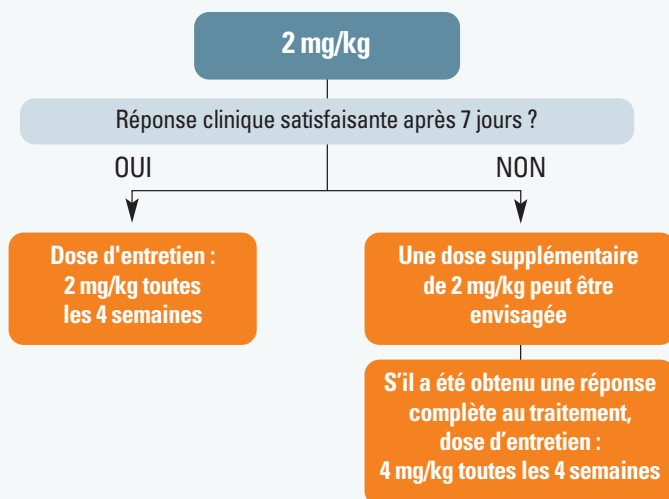 2 mg/kg
Réponse clinique satisfaisante après 7 jours ?
OUI
NON
Dose d'entretien :
2 mg/kg toutes
les 4 semaines
Une dose supplémentaire
de 2 mg/kg peut être
envisagée
S’il a été obtenu une réponse
complète au traitement,
dose d’entretien :
4 mg/kg toutes les 4 semaines